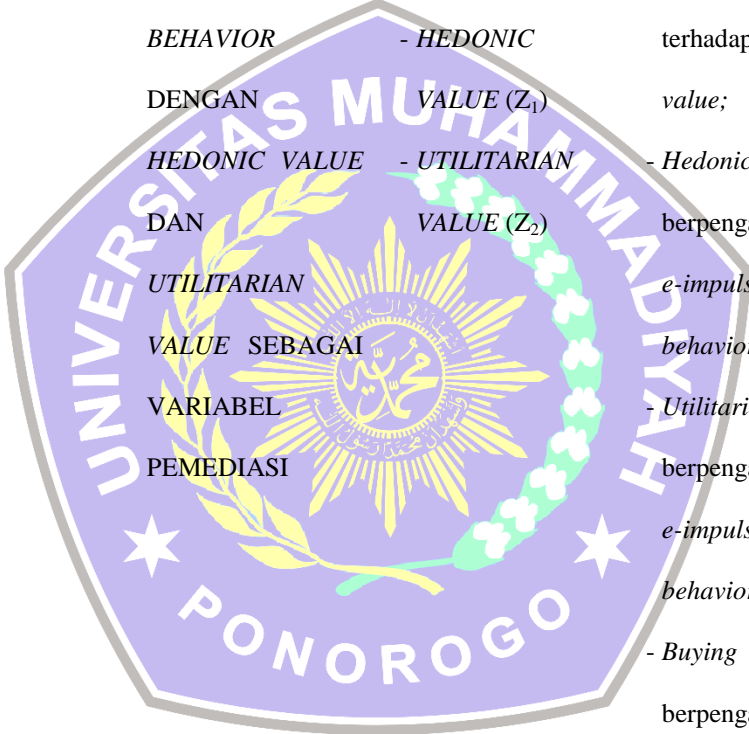 BEHAVIOR
DENGAN
HEDONIC VALUE
DAN
UTILITARIAN
VALUE SEBAGAI
VARIABEL
PEMEDIASI
- HEDONIC
VALUE (Z1)
- UTILITARIAN
VALUE (Z2)
terhadap
value;
- Hedonic
berpenga
e-impuls
behavior
- Utilitari
berpenga
e-impuls
behavior
- Buying
berpenga
UNIVERSITAS MUHAMMADIYAH
PONOROGO